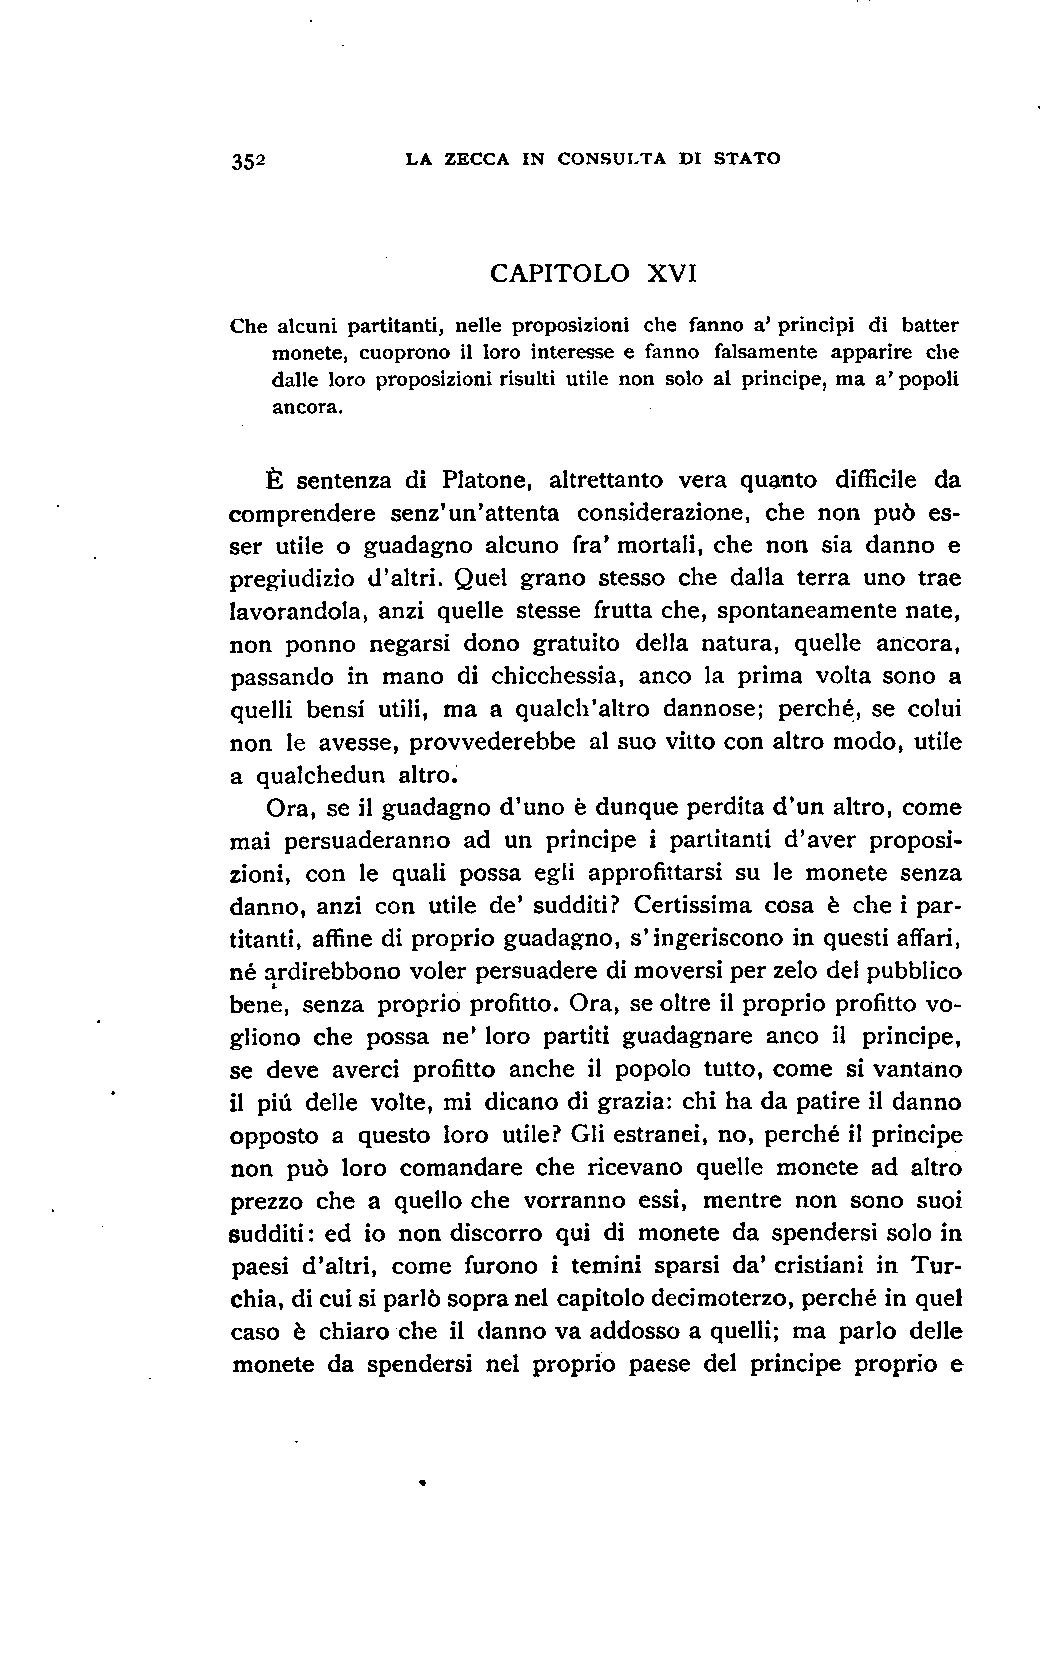 352 LA ZECCA IN CONSULTA DI STATO
CAPITOLO XVI
Che alcuni partitanti, nelle proposizioni che fanno a' principi di batter
monete, cuoprono il loro interesse e fanno falsamente apparire che
dalle loro proposizioni risulti utile non solo al principe, ma a' popoli
ancora.
È sentenza di Platone, altrettanto vera quanto difficile da
comprendere senz'un'attenta considerazione, che non può es-
ser utile o guadagno alcuno fra' mortali, che non sia danno e
pregiudizio d'altri. Quel grano stesso che dalla terra uno trae
lavorandola, anzi quelle stesse frutta che, spontaneamente nate,
non ponno negarsi dono gratuito della natura, quelle ancora,
passando in mano di chicchessia, anco la prima volta sono a
quelli bensí utili, ma a qualch'altro dannose; perché, se colui
non le avesse, provvederebbe al suo vitto con altro modo, utile
a qualchedun altro.
Ora, se il guadagno d'uno è dunque perdita d'un altro, come
mai persuaderanno ad un principe i partitanti d'aver proposi-
zioni, con le quali possa egli approfittarsi su le monete senza
danno, anzi con utile de' sudditi? Certissima cosa è che i par-
titanti, affine di proprio guadagno, s'ingeriscono in questi affari,
né ardirebbono voler persuadere di moversi per zelo del pubblico
bene, senza proprio profitto. Ora, se oltre il proprio profitto vo-
gliono che possa ne' loro partiti guadagnare anco il principe,
se deve averci profitto anche il popolo tutto, come si vantano
il piú delle volte, mi dicano di grazia: chi ha da patire il danno
opposto a questo loro utile? Gli estranei, no, perché il principe
non può loro comandare che ricevano quelle monete ad altro
prezzo che a quello che vorranno essi, mentre non sono suoi
sudditi: ed io non discorro qui di monete da spendersi solo in
paesi d'altri, come furono i temini sparsi da' cristiani in Tur-
chia, di cui si parlò sopra nel capitolo decimoterzo, perché in quel
caso è chiaro che il danno va addosso a quelli; ma parlo delle
monete da spendersi nel proprio paese del principe proprio e